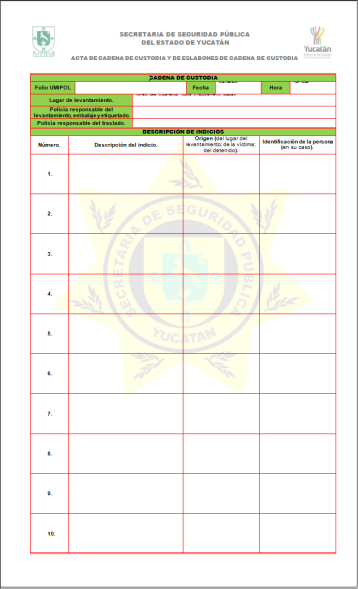 SECRETARIA DE SEGURIDAD PÚBLICA
DEL ESTADO DE YUCATÁN
Yucatán
ACTA DE CADENA DE CUSTODIA Y DE ESLABONES DE CADENA DE CUSTODIA
CADENA DE CUSTODIA
Folio UMIPOL Fecha Hora
Lugar de levantamiento.
Policía responsable del
levantamiento, embalaje y etiquetado.
Policía responsable del traslado.
DESCRIPCIÓN DE INDICIOS
Número. Descripción del indicio. Origen (del lugar del
levantamiento; de la víctima;
del detenido). Identificación de la persona
(en su caso).
1.
2.
3.
4.
5.
6.
7.
8.
9.
10.
SECRETARIA DE SEGURIDAD PUBLICA
YUCATAN